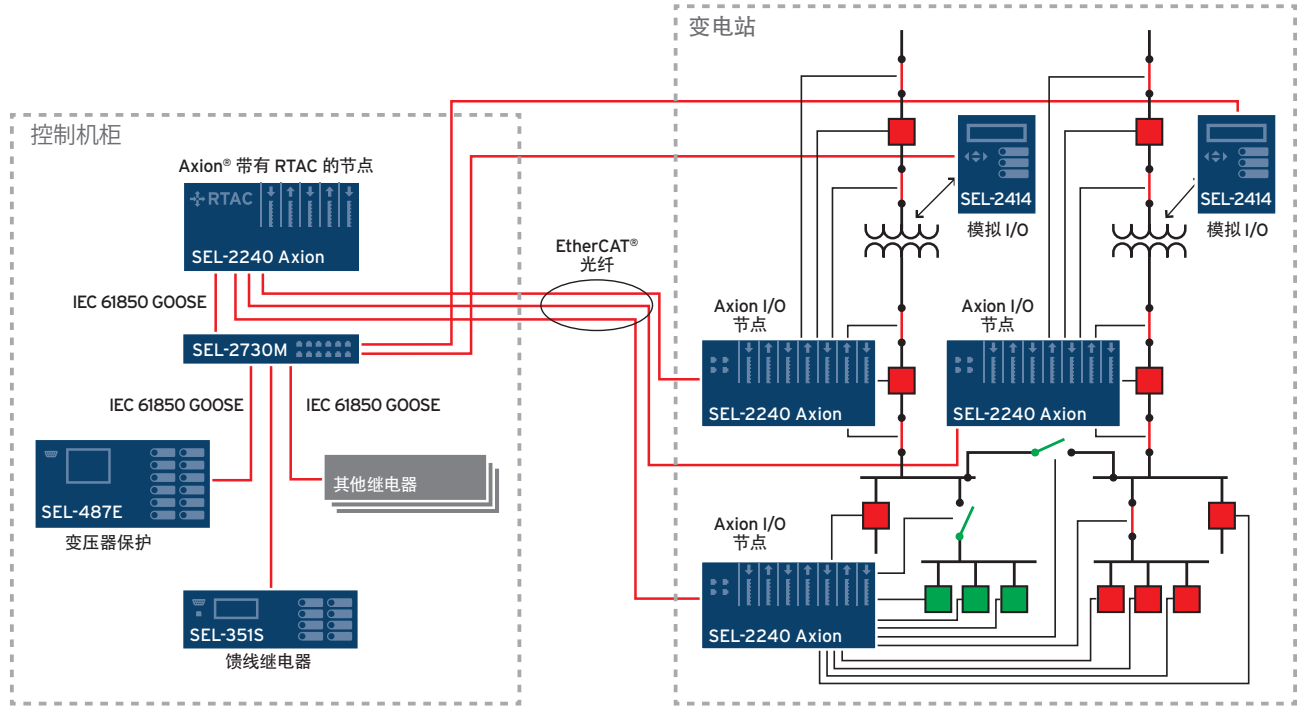 变电站
控制机柜
Axion® 带有 RTAC 的节点
RTAC
SEL-2240 Axion
IEC 61850 GOOSE
SEL-2730M
IEC 61850 GOOSE
IEC 61850 GOOSE
SEL-487E
变压器保护
其他继电器
SEL-351S
馈线继电器
EtherCAT®
光纤
SEL-2414
模拟 I/O
SEL-2414
模拟 I/O
Axion I/O
节点
SEL-2240 Axion
Axion I/O
节点
SEL-2240 Axion
Axion I/O
节点
SEL-2240 Axion